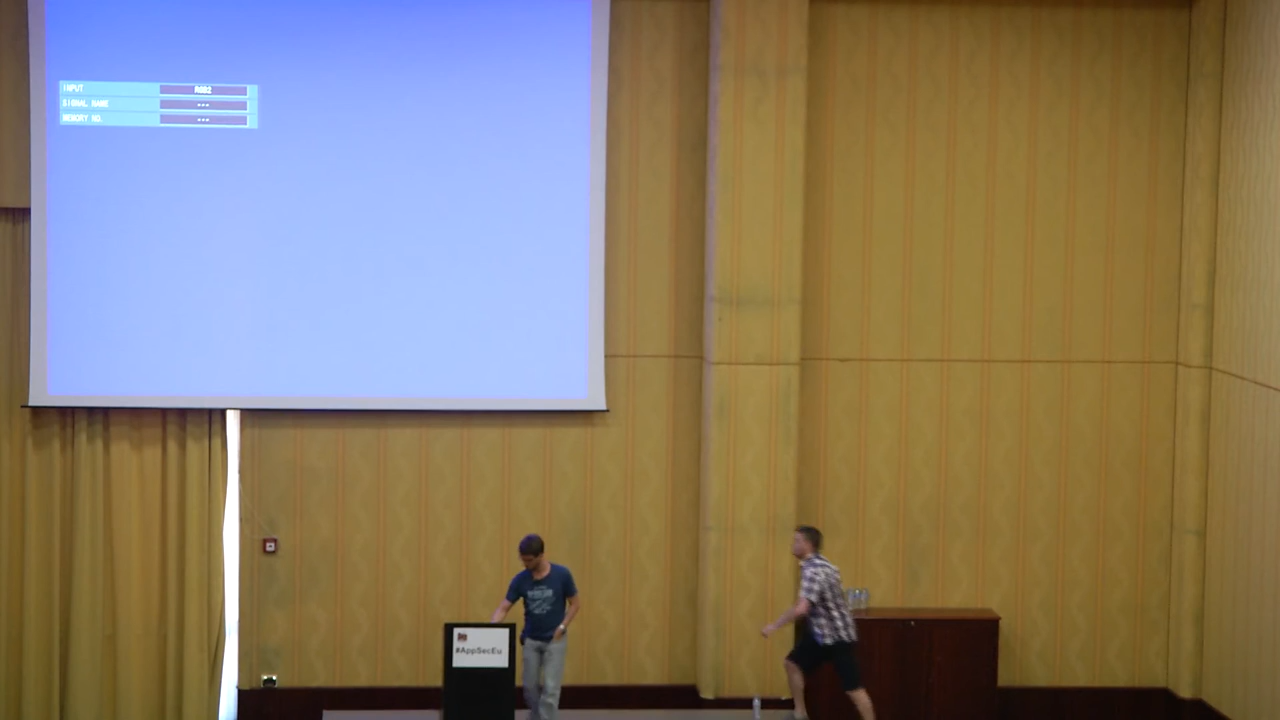 INPUT RGB2
SIGNAL NAME ---
MEMORY NO. ---
#AppSecEu